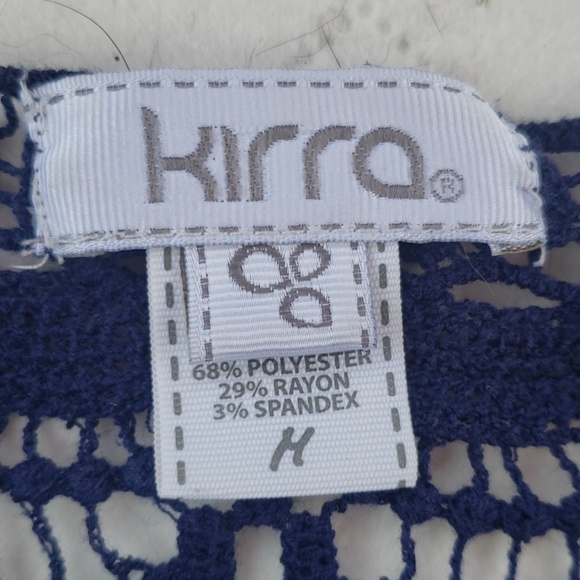 kirra®
68% POLYESTER
29% RAYON
3% SPANDEX
M